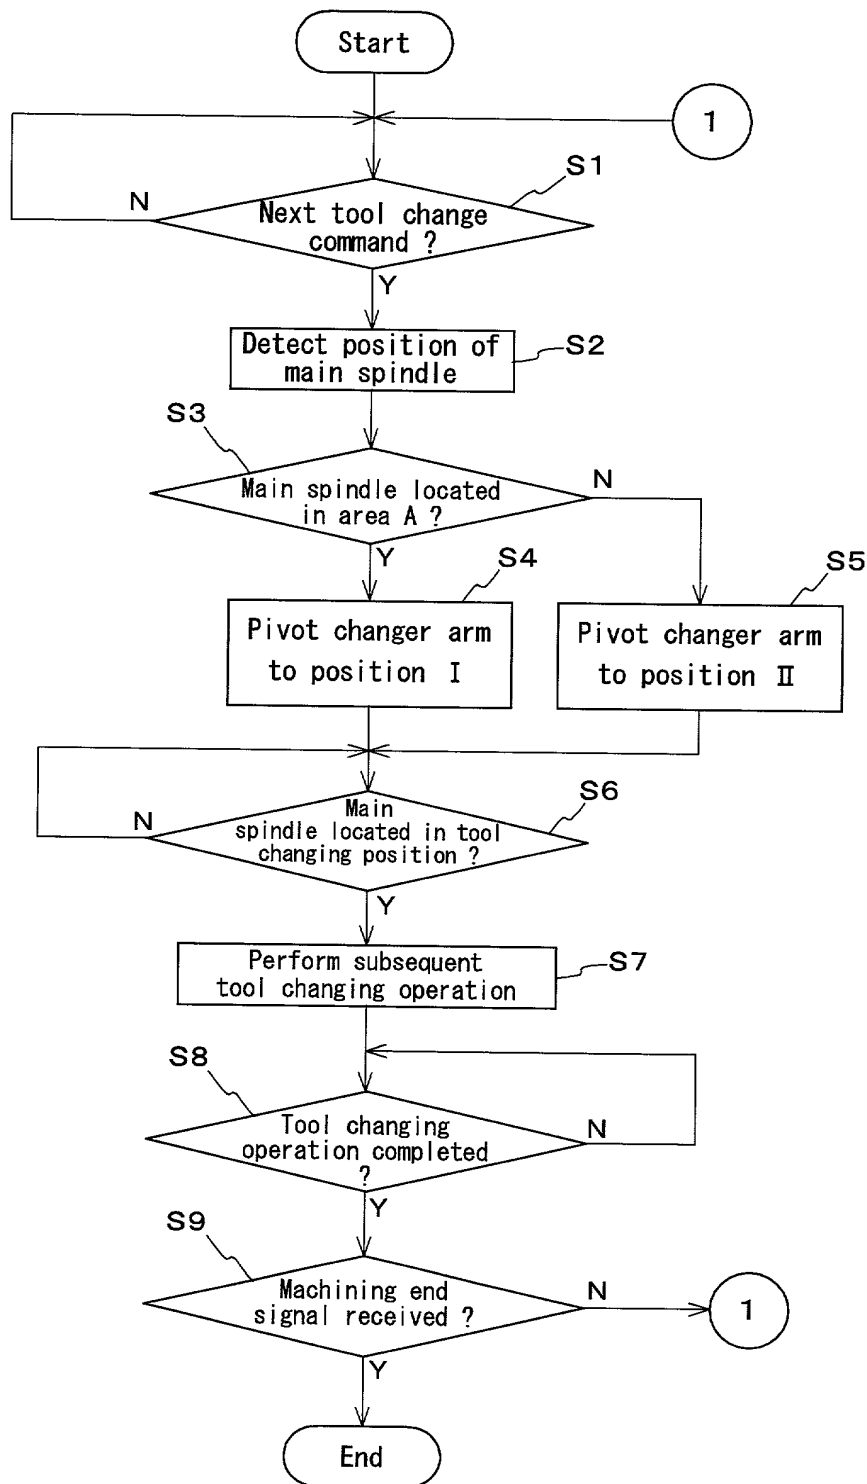 Start
1
S1
N
Next tool change
command ?
Y
Detect position of
main spindle
S2
S3
Main spindle located
in area A ?
N
Y
S4
S5
Pivot changer arm
to position I
Pivot changer arm
to position II
S6
N
Main
spindle located in tool
changing position ?
Y
Perform subsequent
tool changing operation
S7
S8
Tool changing
operation completed
?
N
Y
S9
Machining end
signal received ?
N
1
Y
End